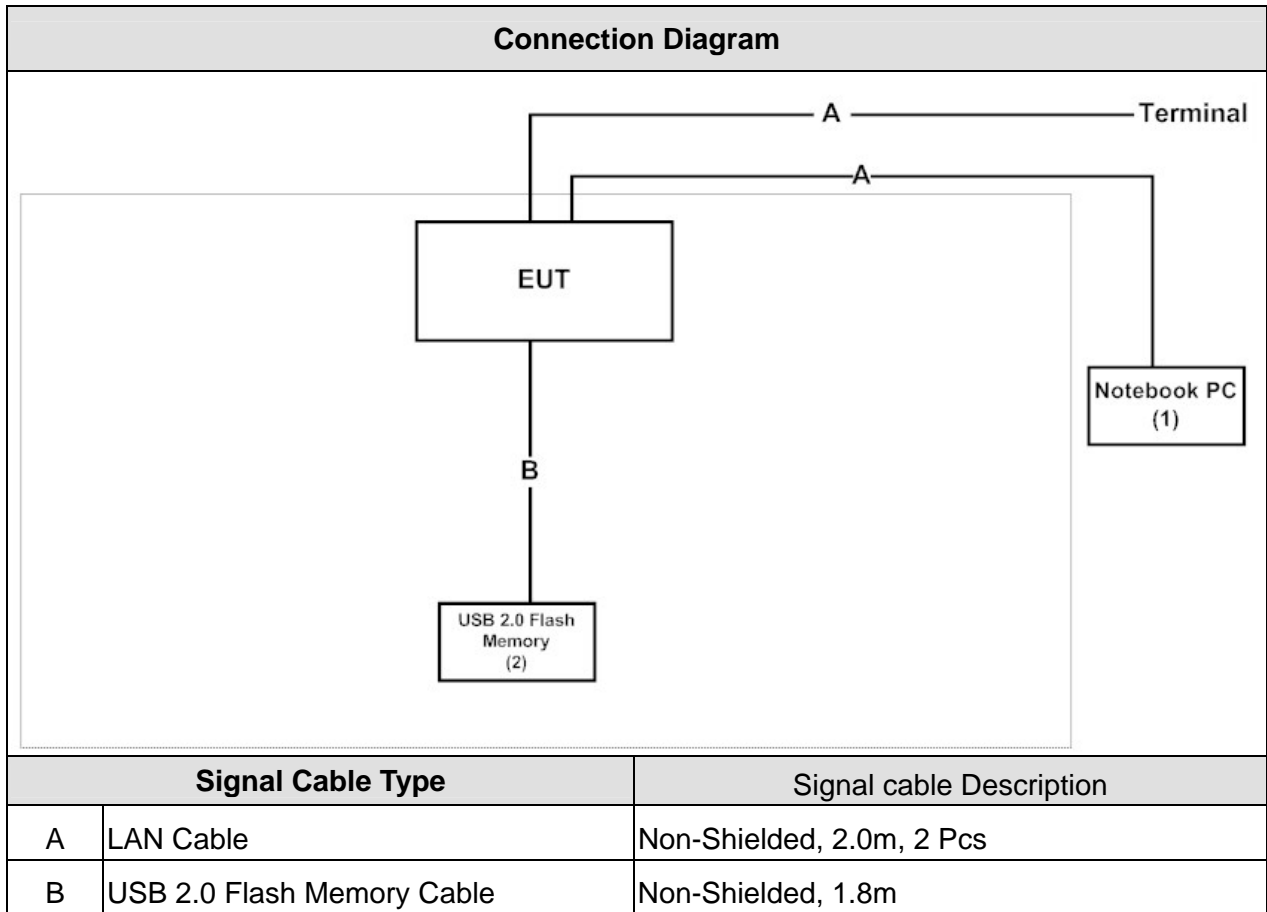 Connection Diagram
A
Terminal
A
EUT
Notebook PC
(1)
B
USB 2.0 Flash
Memory
(2)
Signal Cable Type Signal cable Description
A LAN Cable Non-Shielded, 2.0m, 2 Pcs
B USB 2.0 Flash Memory Cable Non-Shielded, 1.8m